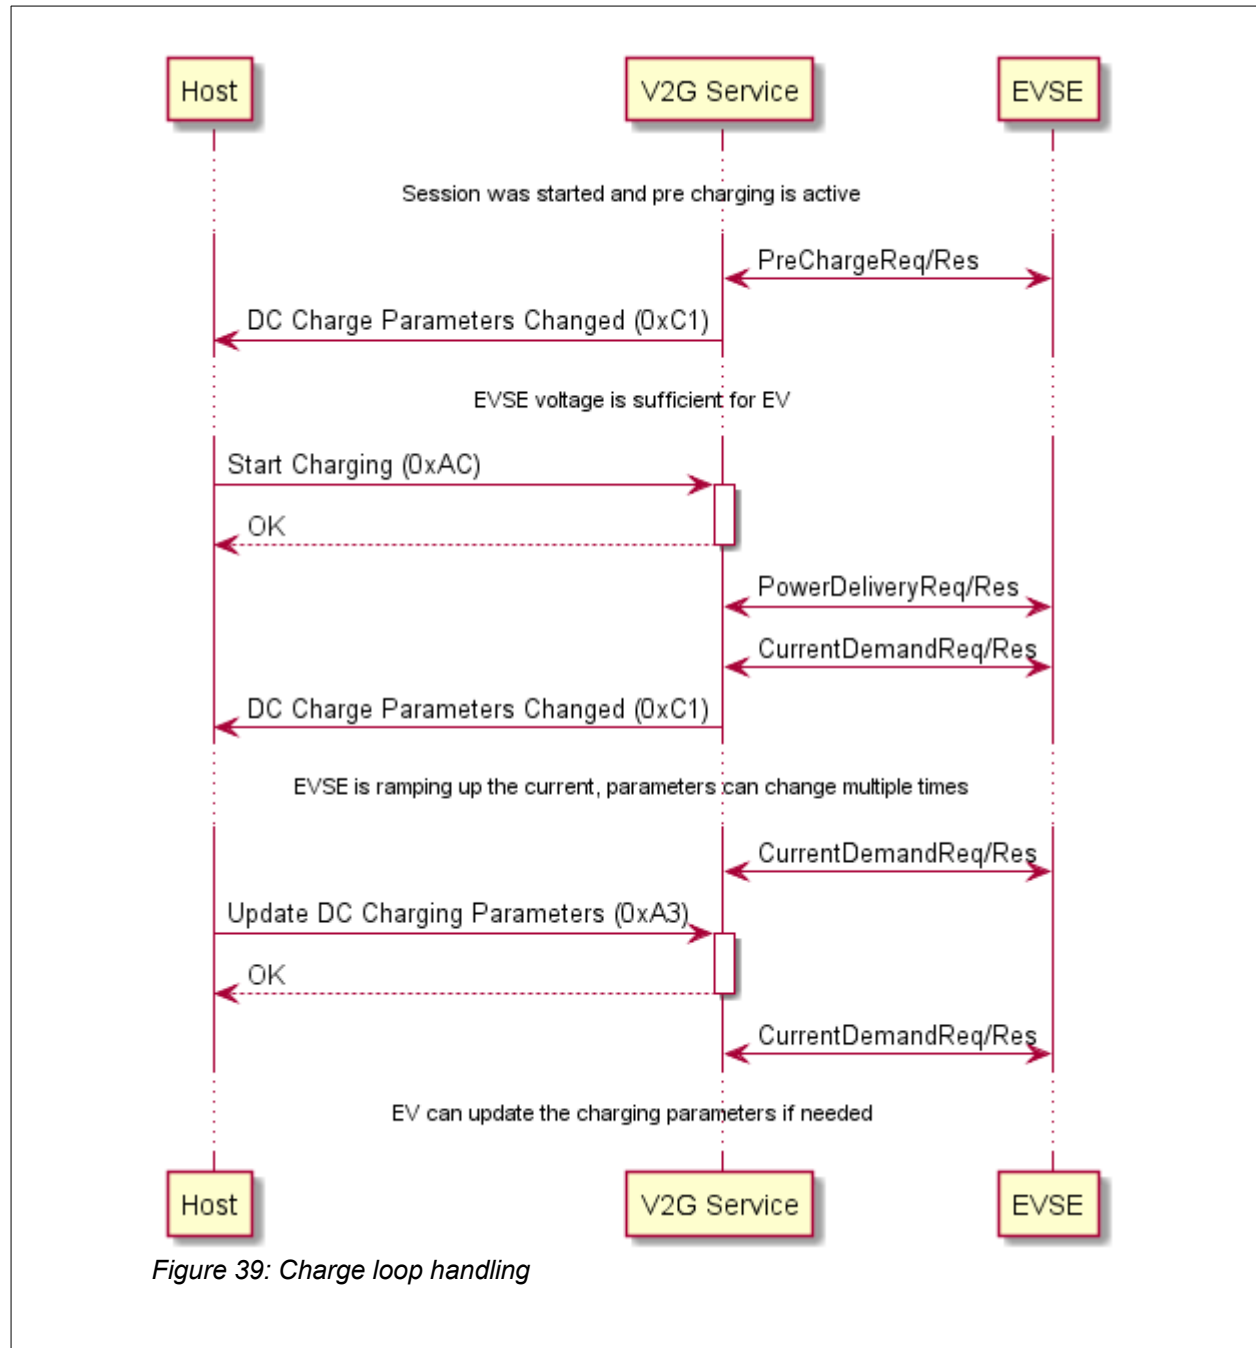 Host
V2G Service
EVSE
Session was started and pre charging is active
PreChargeReq/Res
DC Charge Parameters Changed (0xC1)
EVSE voltage is sufficient for EV
Start Charging (0xAC)
OK
PowerDeliveryReq/Res
CurrentDemandReq/Res
DC Charge Parameters Changed (0xC1)
EVSE is ramping up the current, parameters can change multiple times
CurrentDemandReq/Res
Update DC Charging Parameters (0xA3)
OK
CurrentDemandReq/Res
EV can update the charging parameters if needed
Host
V2G Service
EVSE
Figure 39: Charge loop handling